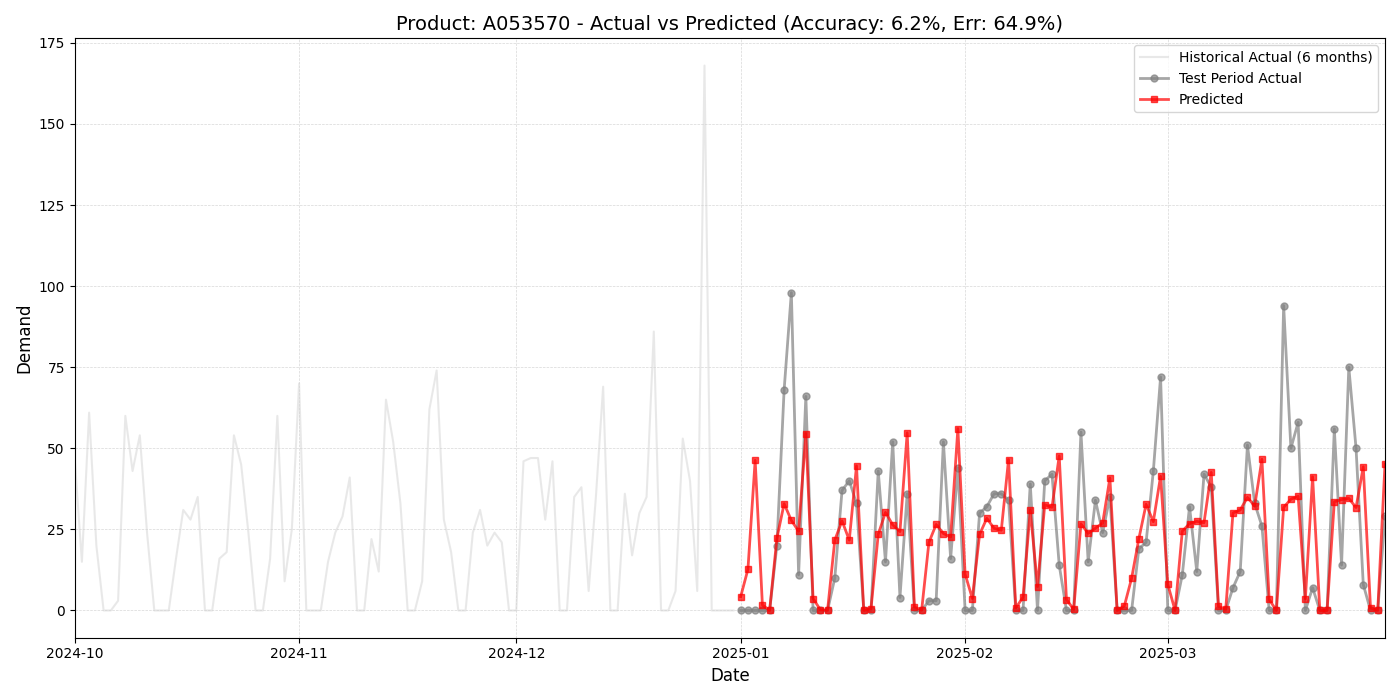 Product: A053570 - Actual vs Predicted (Accuracy: 6.2%, Err: 64.9%)
Historical Actual (6 months)
Test Period Actual
Predicted
Demand
175
150
125
100
75
50
25
0
2024-10
2024-11
2024-12
2025-01
2025-02
2025-03
Date